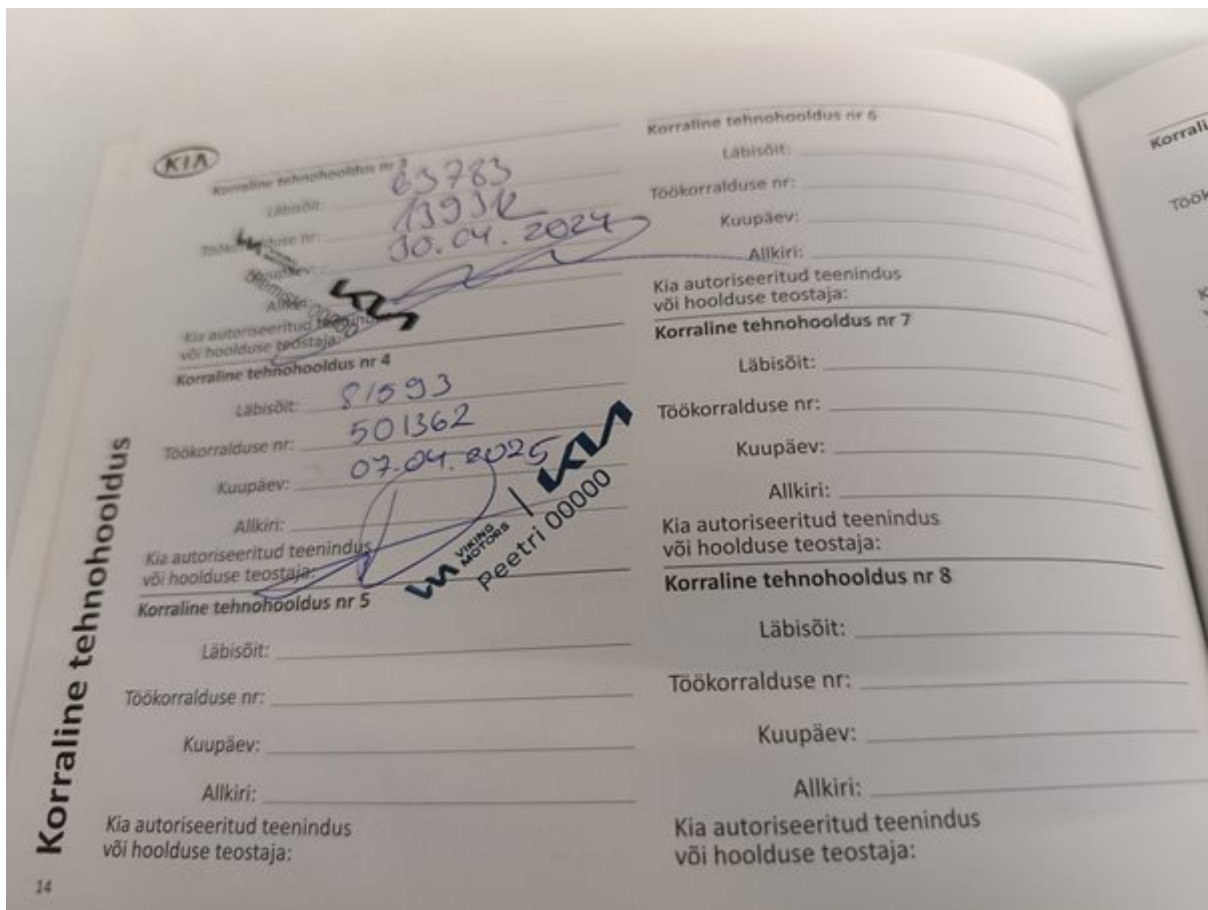 KIA
Korraline tehnohooldus nr 3
Läbisõit: 63783
Töökorralduse nr:
Kuupäev: 30.04.2024
Allkiri:
Kia autoriseeritud teenindus
või hoolduse teostaja:
KIA
Korraline tehnohooldus nr 4
Läbisõit: 81593
Töökorralduse nr: 501362
Kuupäev: 07.04.2025
Allkiri:
Kia autoriseeritud teenindus
või hoolduse teostaja:
VIKING
MOTORS
KIA
Peetri 00000
Korraline tehnohooldus nr 5
Läbisõit:
Töökorralduse nr:
Kuupäev:
Allkiri:
Kia autoriseeritud teenindus
või hoolduse teostaja:
Korraline tehnohooldus nr 6
Läbisõit:
Töökorralduse nr:
Kuupäev:
Allkiri:
Kia autoriseeritud teenindus
või hoolduse teostaja:
Korraline tehnohooldus nr 7
Läbisõit:
Töökorralduse nr:
Kuupäev:
Allkiri:
Kia autoriseeritud teenindus
või hoolduse teostaja:
Korraline tehnohooldus nr 8
Läbisõit:
Töökorralduse nr:
Kuupäev:
Allkiri:
Kia autoriseeritud teenindus
või hoolduse teostaja:
Korraline tehnohooldus
14